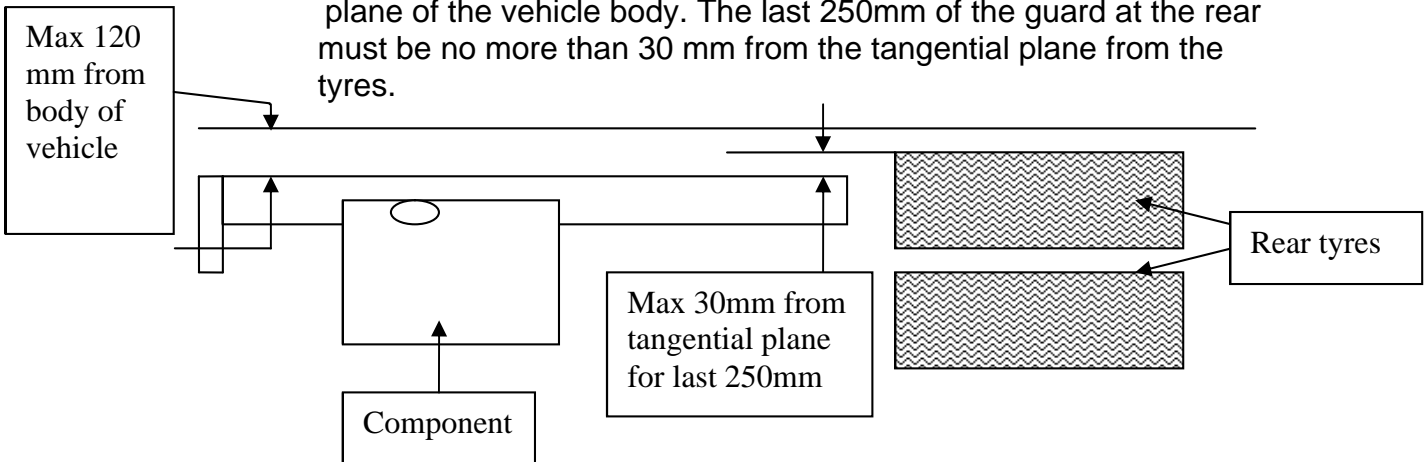 plane of the vehicle body. The last 250mm of the guard at the rear
must be no more than 30 mm from the tangential plane from the
tyres.
Max 120
mm from
body of
vehicle
Rear tyres
Max 30mm from
tangential plane
for last 250mm
Component